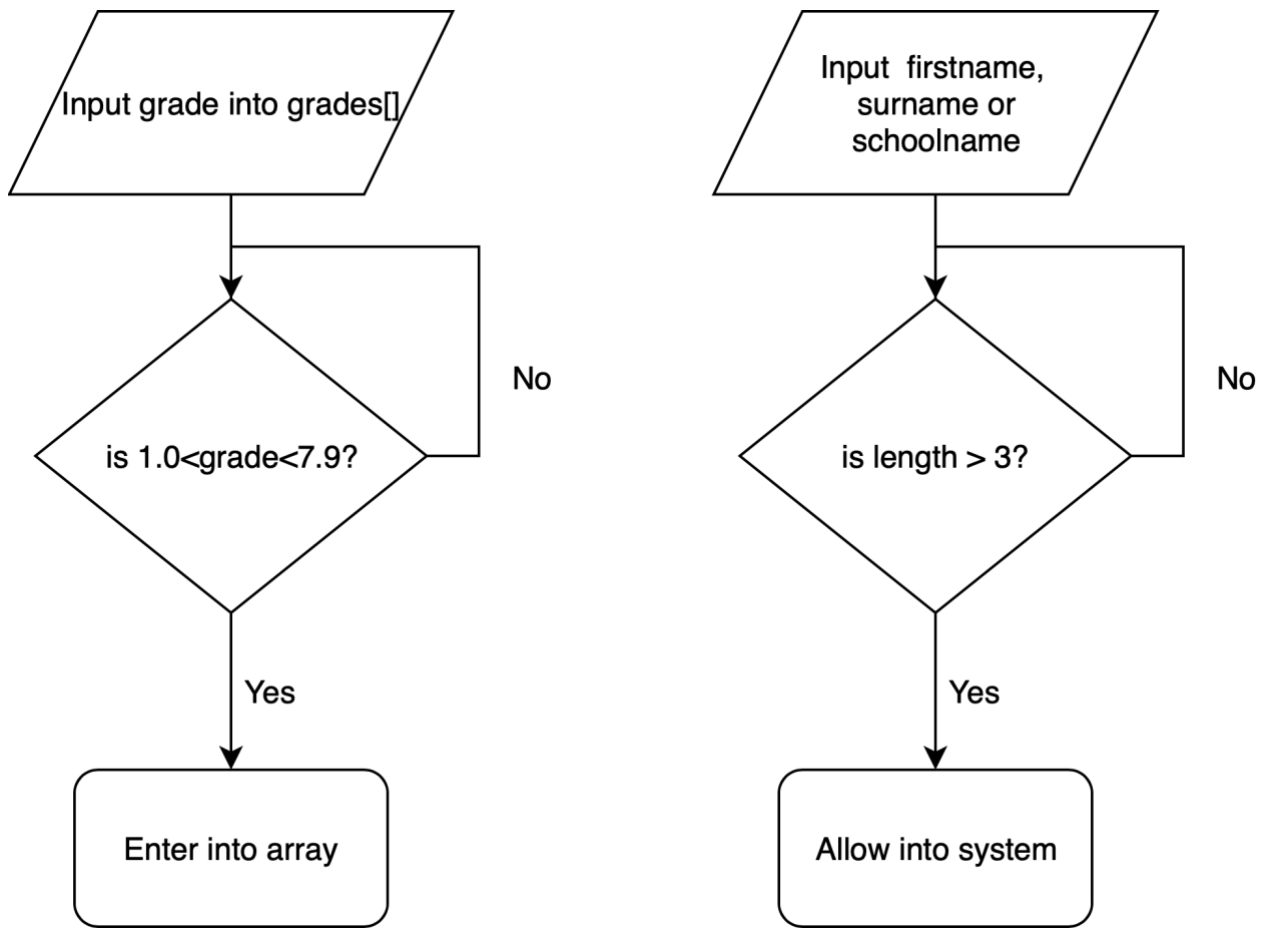 Input grade into grades[]
is 1.0<grade<7.9?
No
Yes
Enter into array
Input firstname,
surname or
schoolname
is length > 3?
No
Yes
Allow into system